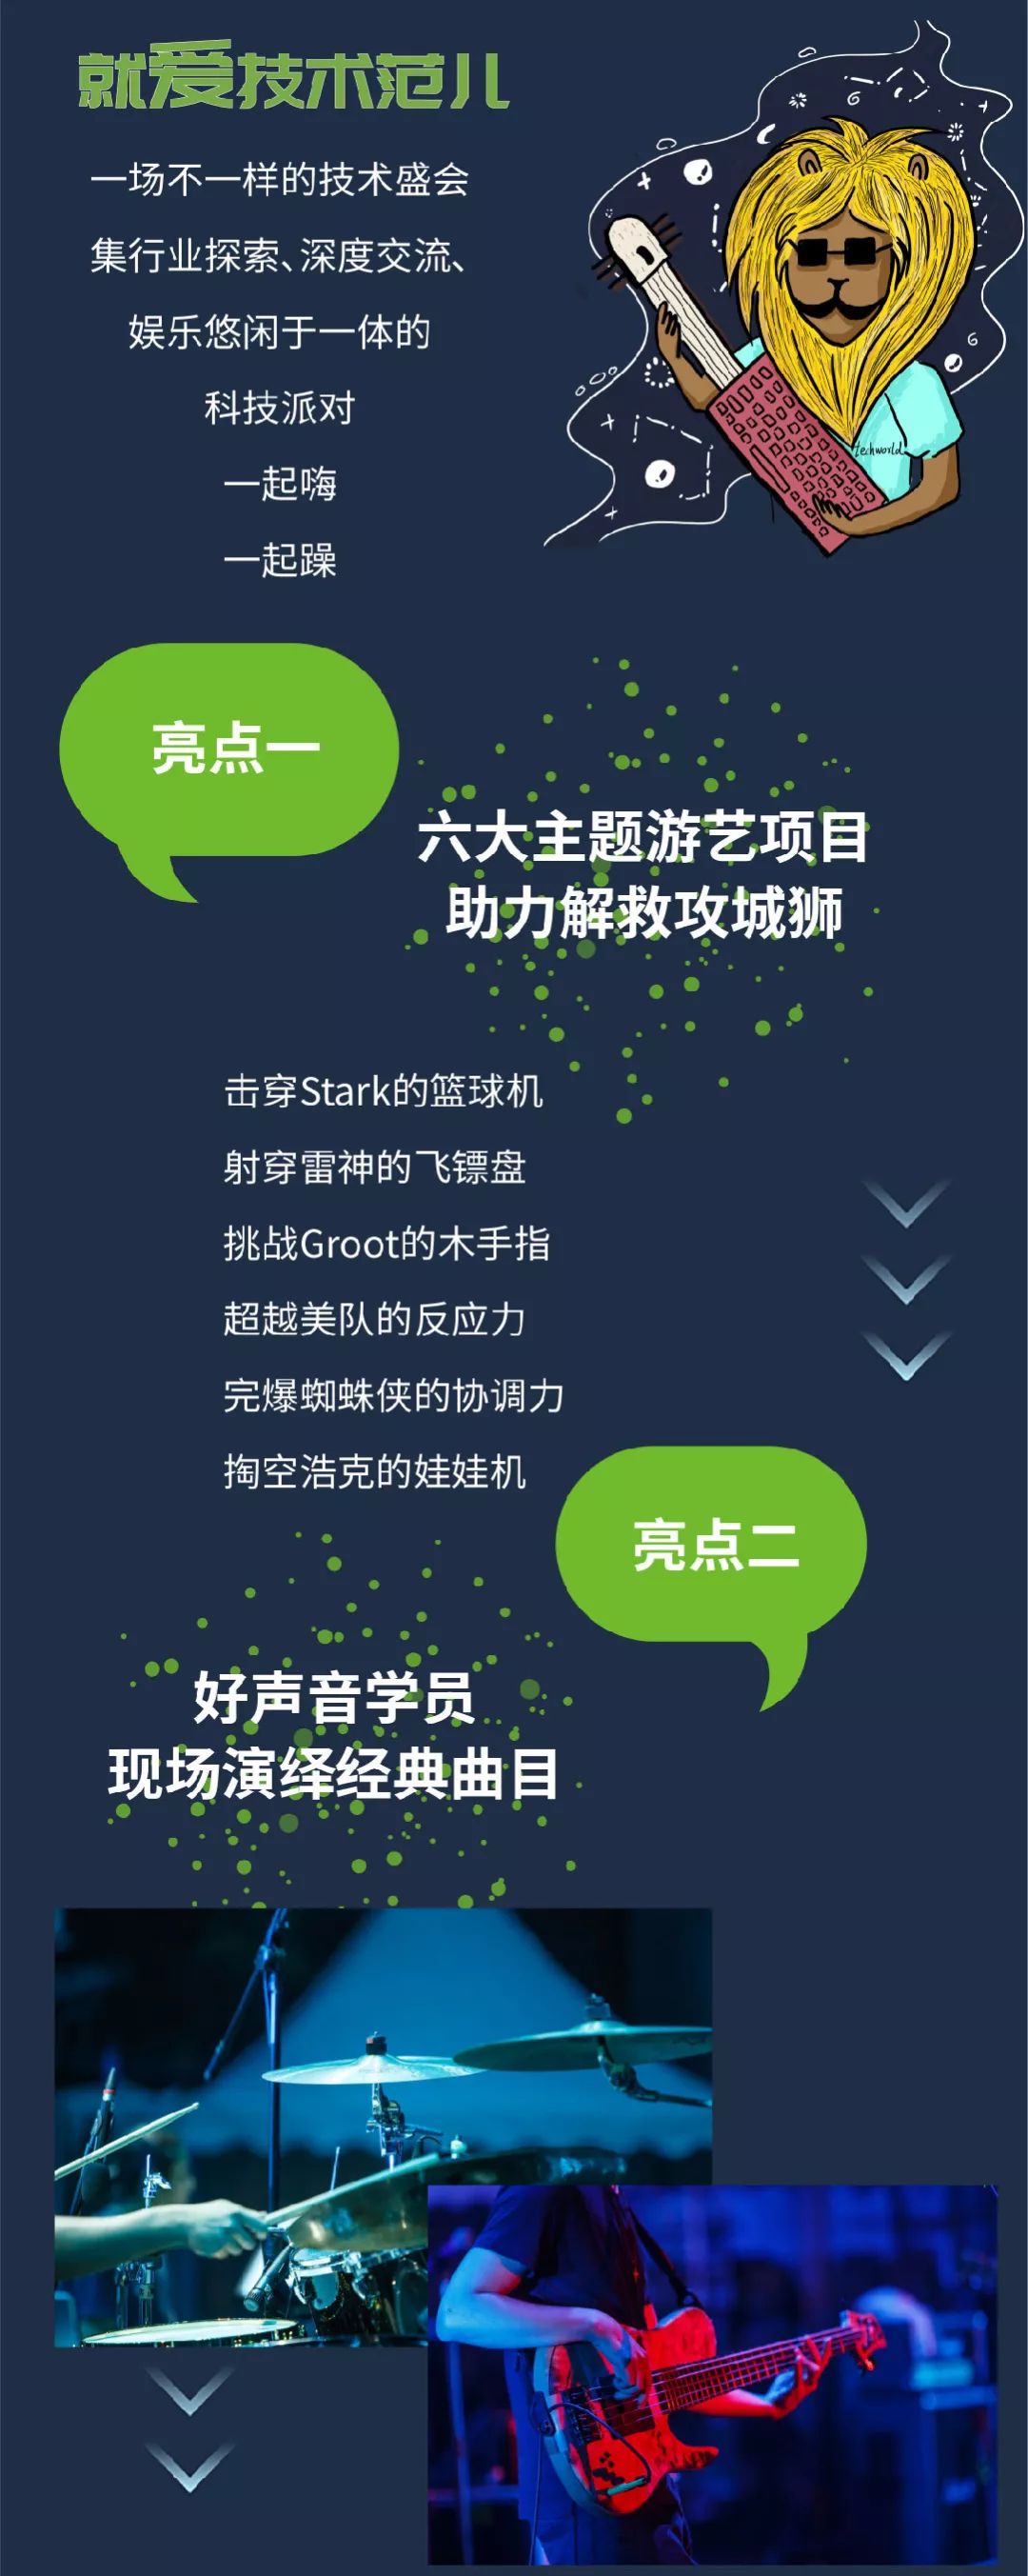 就爱技术范儿
一场不一样的技术盛会
集行业探索、深度交流、
娱乐悠闲于一体的
科技派对
一起嗨
一起躁
techworld
亮点一
六大主题游艺项目
助力解救攻城狮
击穿Stark的篮球机
射穿雷神的飞镖盘
挑战Groot的木手指
超越美队的反应力
完爆蜘蛛侠的协调力
掏空浩克的娃娃机
亮点二
好声音学员
现场演绎经典曲目